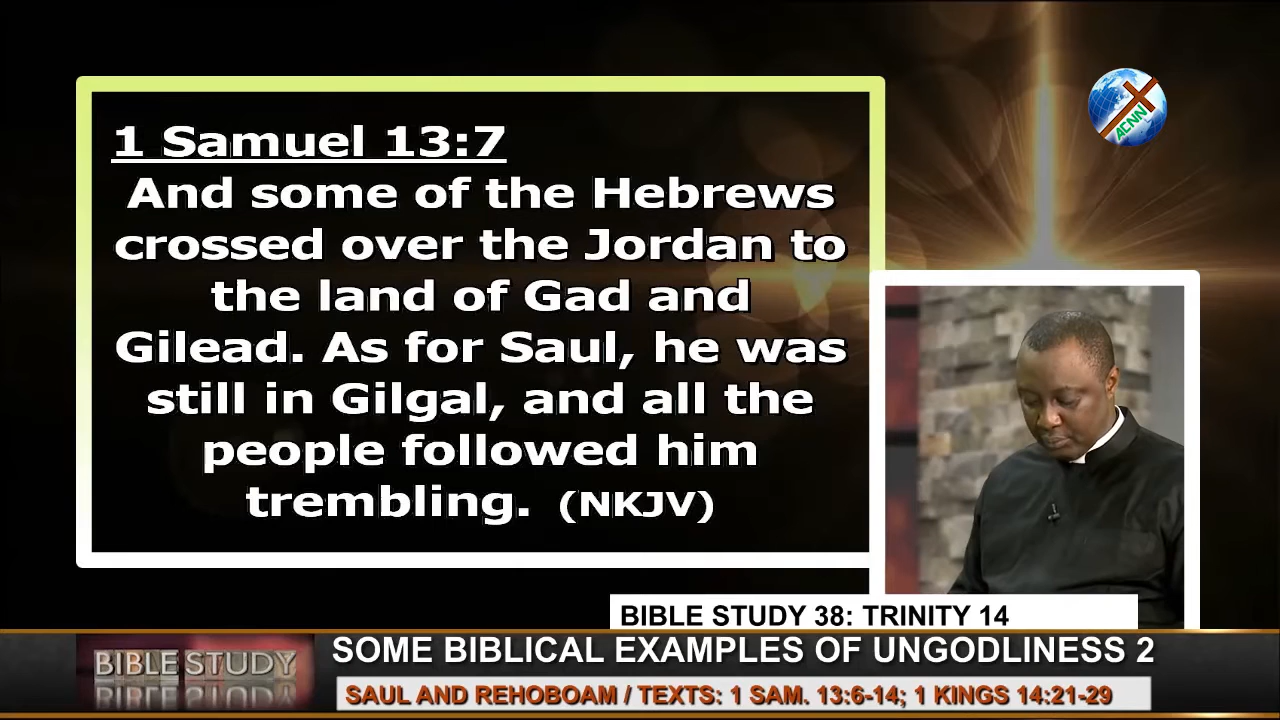 1 Samuel 13:7
And some of the Hebrews
crossed over the Jordan to
the land of Gad and
Gilead. As for Saul, he was
still in Gilgal, and all the
people followed him
trembling. (NKJV)
ACNN
BIBLE STUDY 38: TRINITY 14
BIBLE STUDY
SOME BIBLICAL EXAMPLES OF UNGODLINESS 2
SAUL AND REHOBOAM / TEXTS: 1 SAM. 13:6-14; 1 KINGS 14:21-29